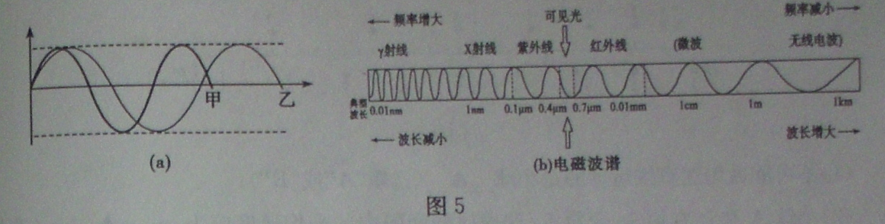 频率增大 可见光 频率减小
γ射线 X射线 紫外线 红外线 (微波 无线电波)
甲 乙
典型波长 0.01nm 1nm 0.1μm 0.4μm 0.7μm 0.01mm 1cm 1m 1km
波长减小 波长增大
(a) (b)电磁波谱
图5